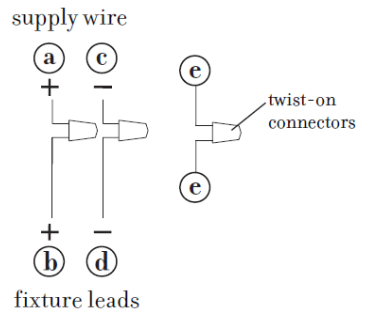 supply wire
a c
+ −
e
twist-on
connectors
e
+ −
b d
fixture leads